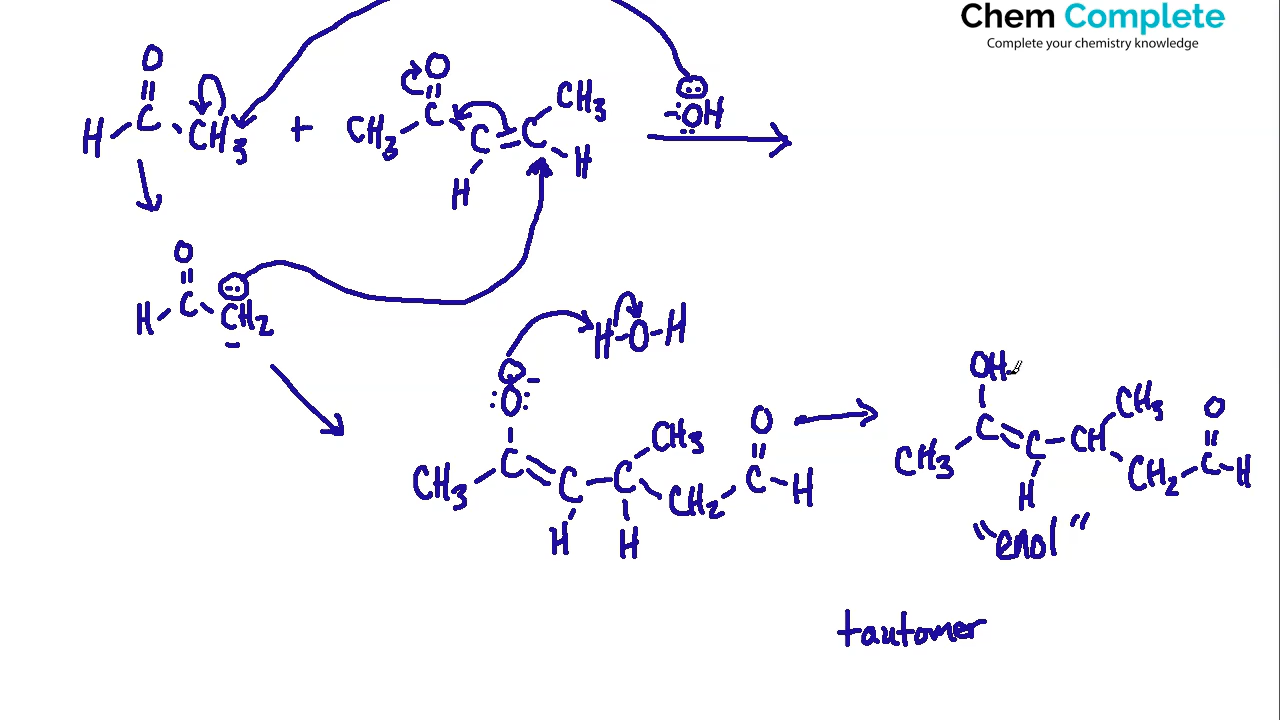 Chem Complete
Complete your chemistry knowledge
O
H C CH3 + CH3 C O C H = C CH3 H :OH
O
H C CH2
H-O-H
:O:
CH3 C = C H - C H CH3 CH2 C O H
OH
CH3 C = C H - CH CH3 CH2 C O H
"enol"
tautomer